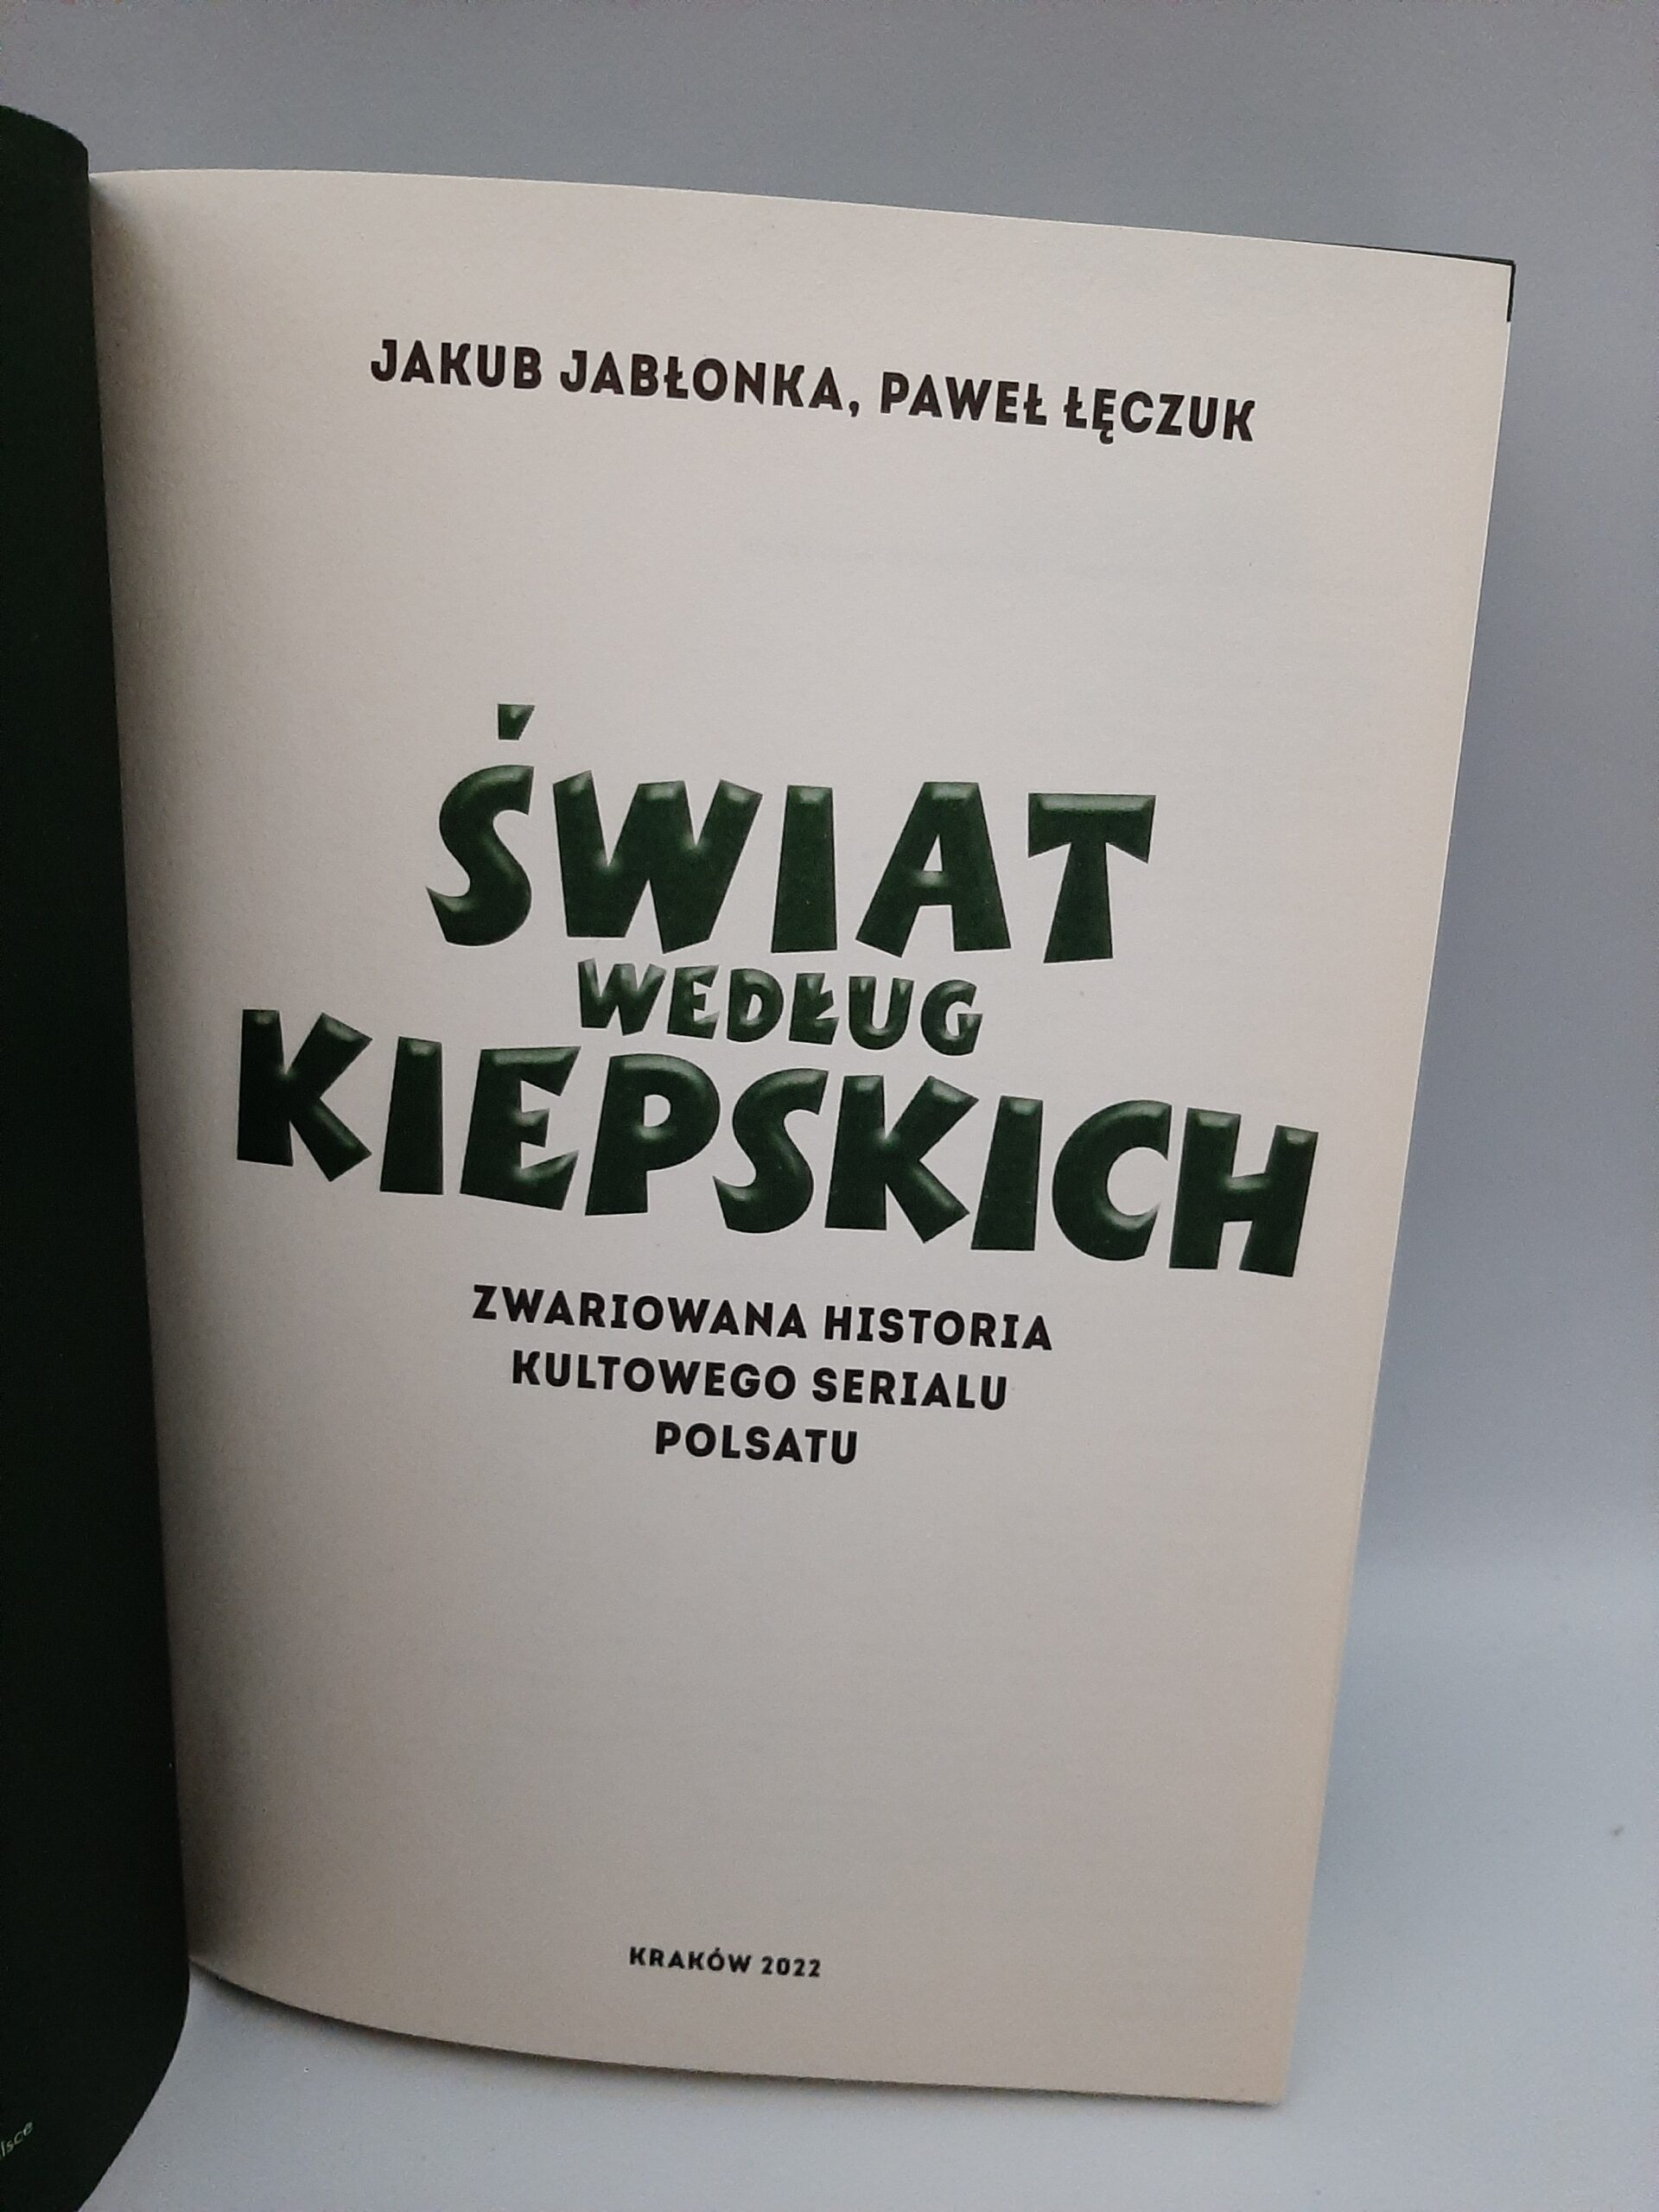 JAKUB JABŁONKA, PAWEŁ ŁĘCZUK
ŚWIAT
WEDŁUG
KIEPSKICH
ZWARIOWANA HISTORIA
KULTOWEGO SERIALU
POLSATU
KRAKÓW 2022